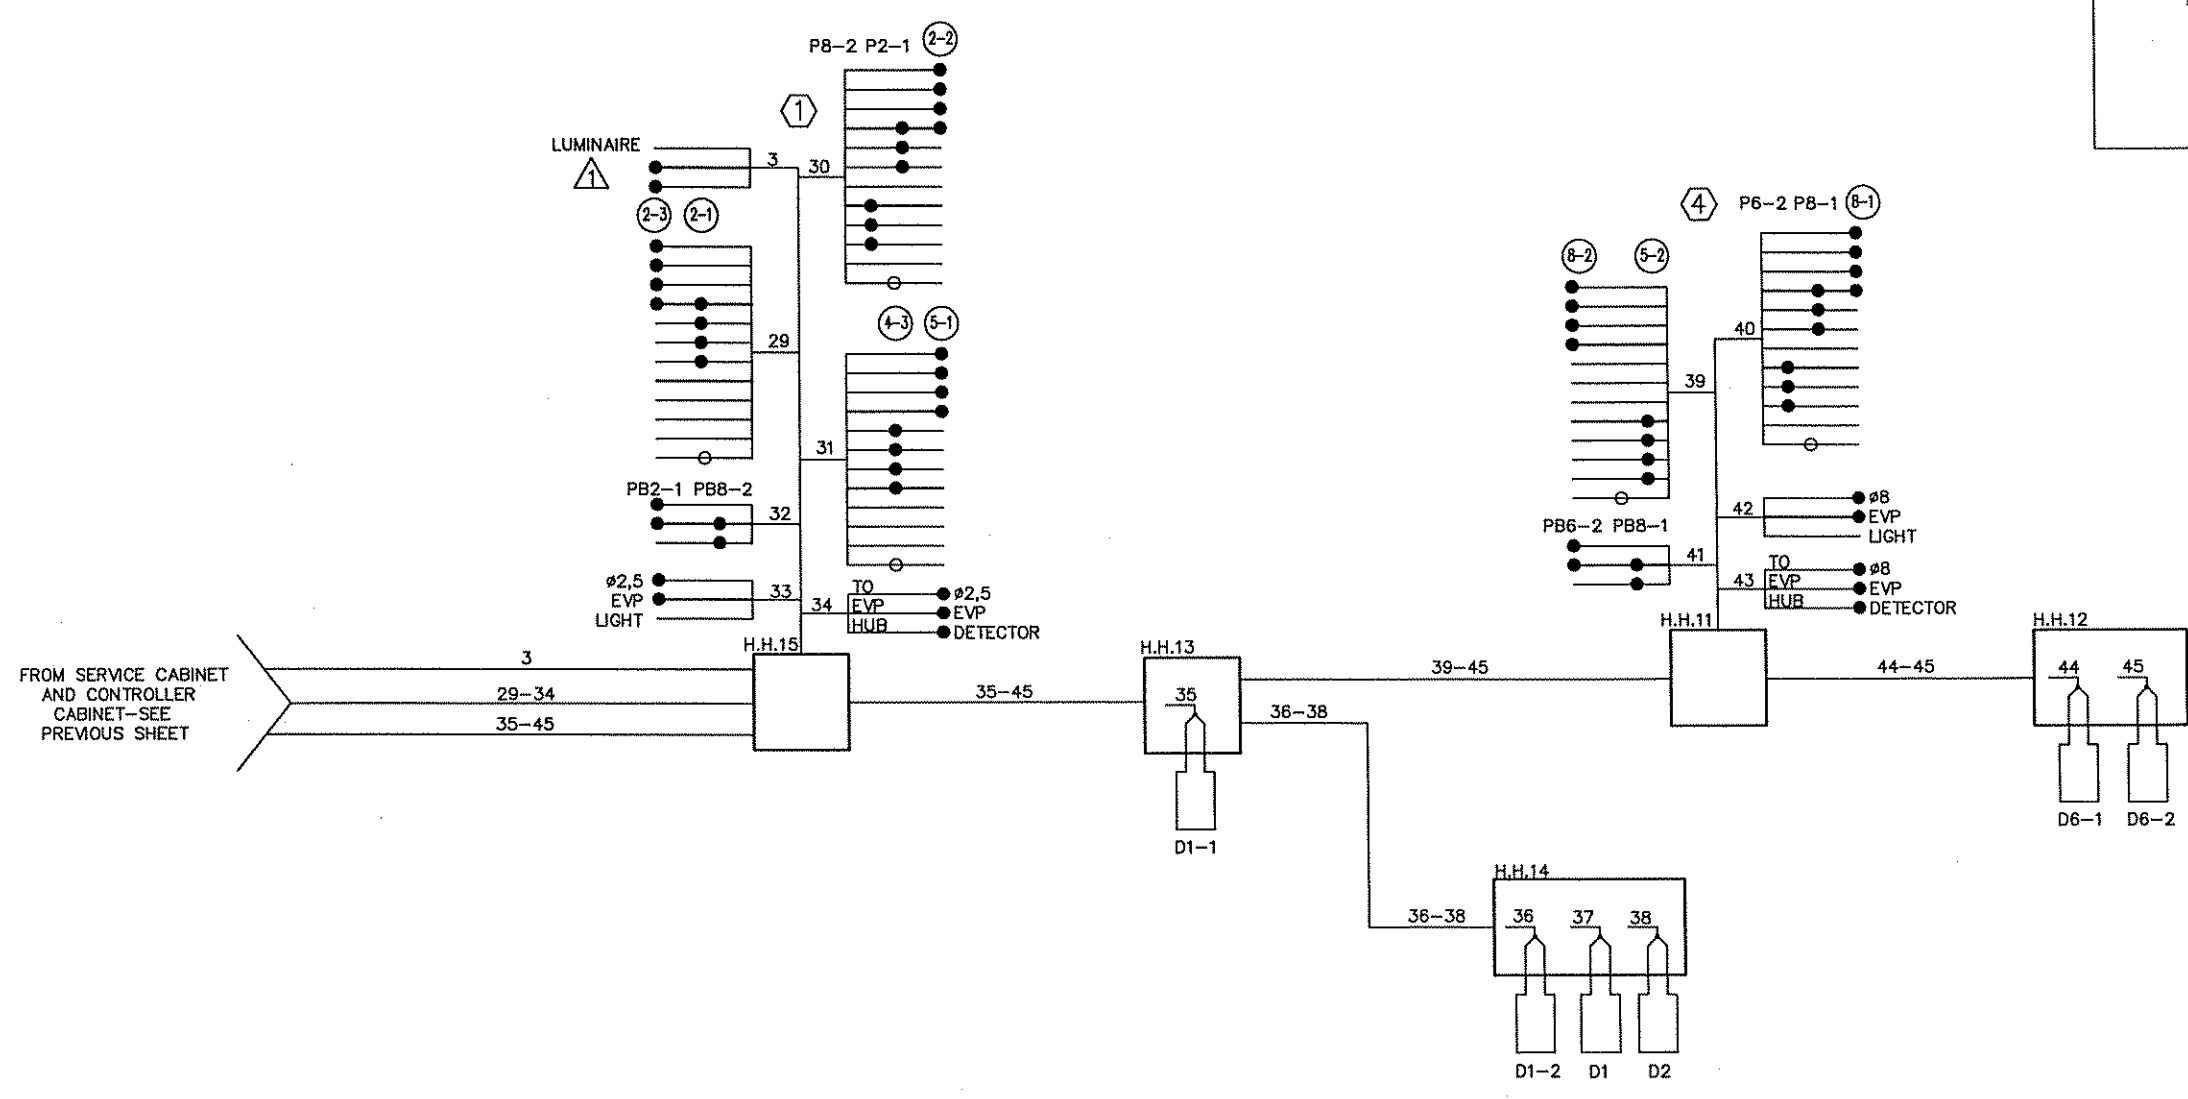 P8-2 P2-1 2-2
1
LUMINAIRE
1
3
30
2-3 2-1
29
4-3 5-1
31
PB2-1 PB8-2
32
ø2,5
EVP
LIGHT
33
34
TO
EVP
HUB
ø2,5
EVP
DETECTOR
H.H.15
FROM SERVICE CABINET
AND CONTROLLER
CABINET-SEE
PREVIOUS SHEET
3
29-34
35-45
35-45
H.H.13
35
D1-1
39-45
36-38
36-38
H.H.14
36 37 38
D1-2 D1 D2
4
P6-2 P8-1 8-1
8-2 5-2
40
39
PB6-2 PB8-1
41
42
ø8
EVP
LIGHT
43
TO
EVP
HUB
ø8
EVP
DETECTOR
H.H.11
44-45
H.H.12
44 45
D6-1 D6-2